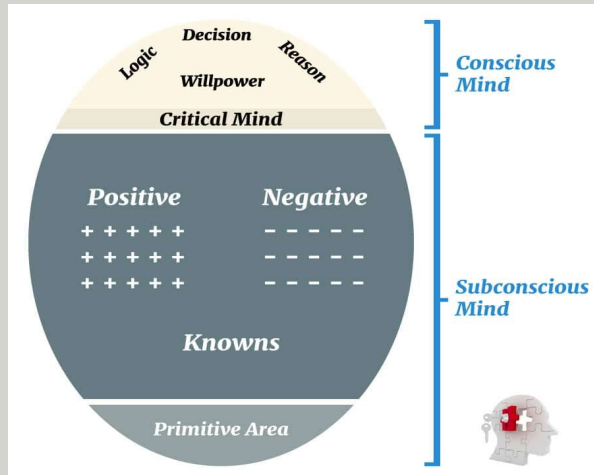 Decision
Logic
Reason
Willpower
Critical Mind
Conscious
Mind
Positive
Negative
+ + + + +
- - - - -
+ + + + +
- - - - -
+ + + + +
- - - - -
Knowns
Subconscious
Mind
Primitive Area